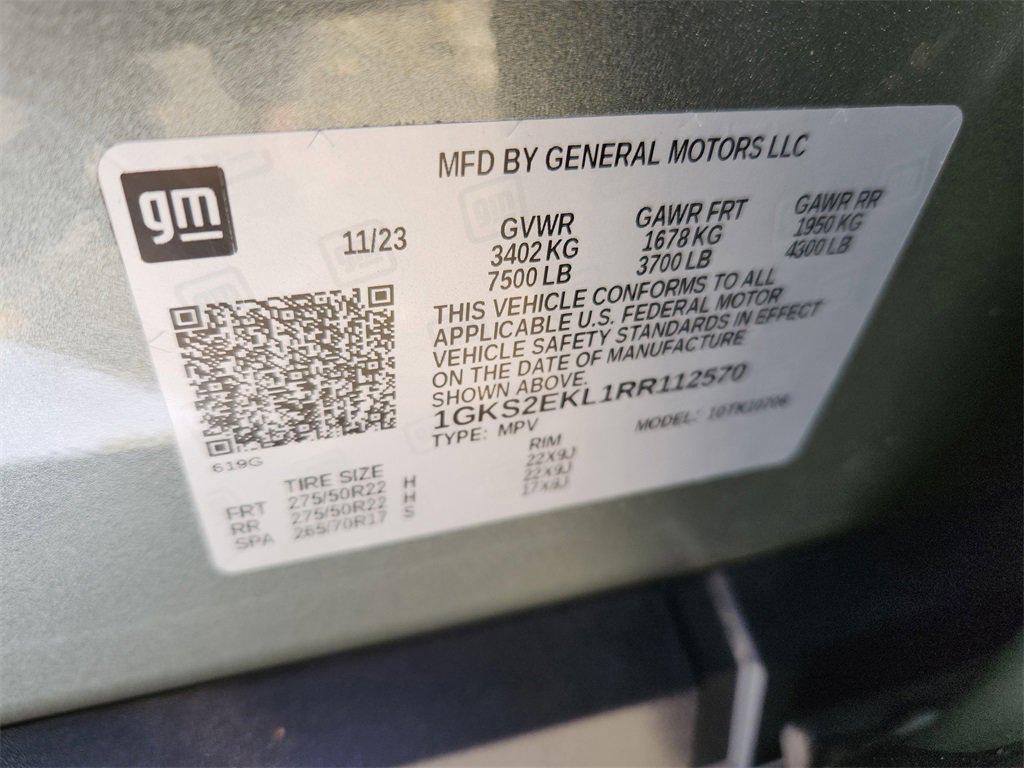 gm
MFD BY GENERAL MOTORS LLC
11/23
GVWR
3402 KG
7500 LB
GAWR FRT
1678 KG
3700 LB
GAWR RR
1950 KG
4300 LB
THIS VEHICLE CONFORMS TO ALL
APPLICABLE U.S. FEDERAL MOTOR
VEHICLE SAFETY STANDARDS IN EFFECT
ON THE DATE OF MANUFACTURE
SHOWN ABOVE.
1GKS2EKL1RR112570
TYPE: MPV
MODEL: 10TK10706
619G
TIRE SIZE
RIM
FRT 275/50R22 H 22X9J
RR 275/50R22 H 22X9J
SPA 265/70R17 S 17X8J